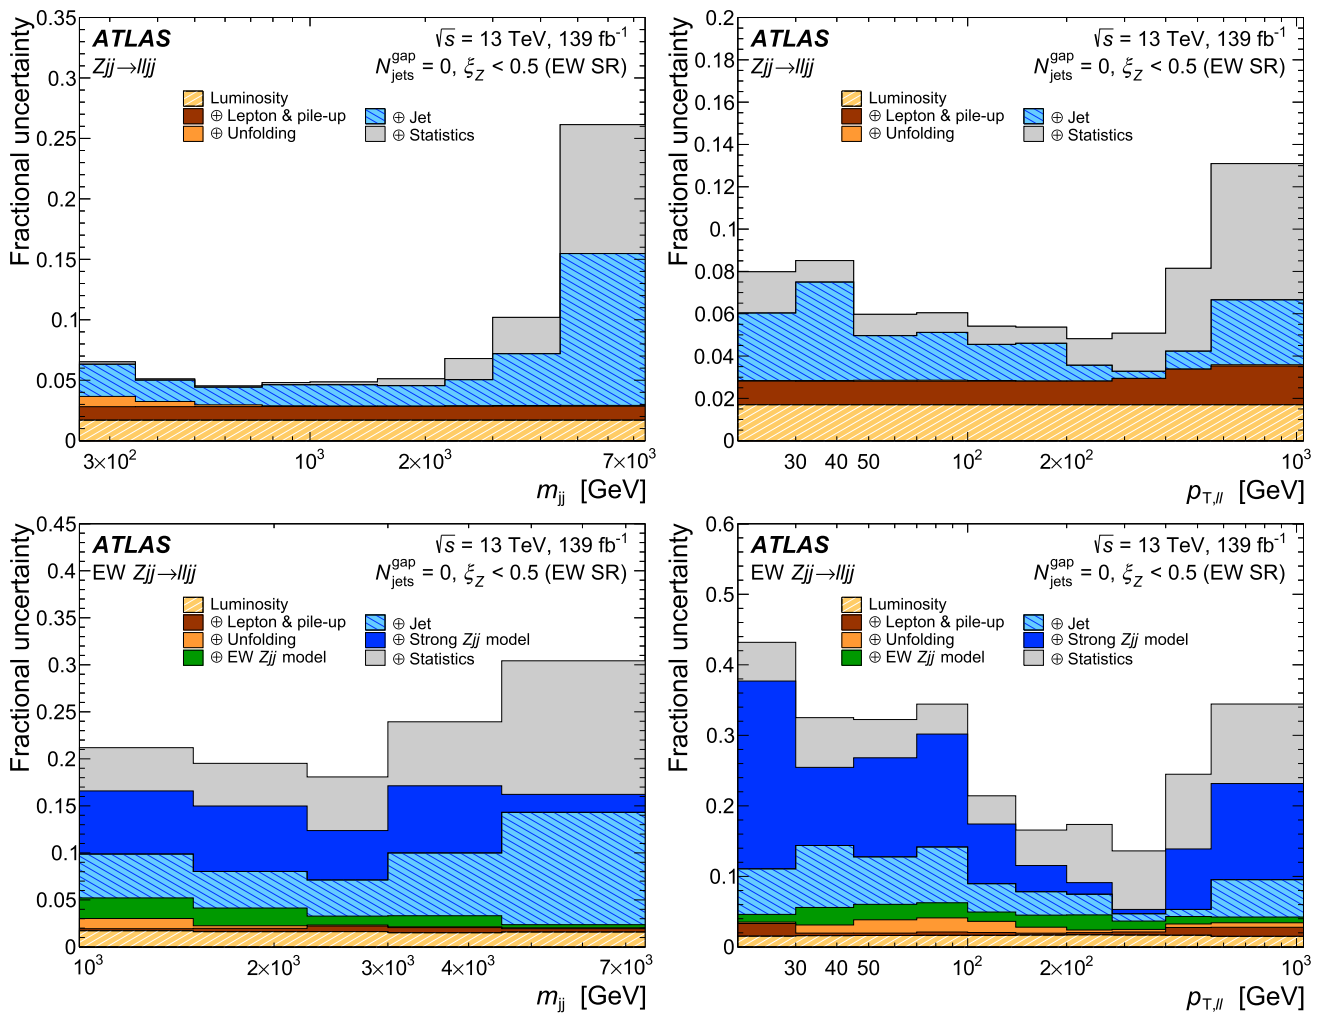 Fractional uncertainty
0.35
0.3
0.25
0.2
0.15
0.1
0.05
0
ATLAS
Zjj→lljj
√s = 13 TeV, 139 fb⁻¹
N^gap_jets = 0, ξ_Z < 0.5 (EW SR)
Luminosity
⊕ Lepton & pile-up
⊕ Unfolding
⊕ Jet
⊕ Statistics
3×10² 10³ 2×10³ 7×10³
m_jj [GeV]
Fractional uncertainty
0.2
0.18
0.16
0.14
0.12
0.1
0.08
0.06
0.04
0.02
0
ATLAS
Zjj→lljj
√s = 13 TeV, 139 fb⁻¹
N^gap_jets = 0, ξ_Z < 0.5 (EW SR)
Luminosity
⊕ Lepton & pile-up
⊕ Unfolding
⊕ Jet
⊕ Statistics
30 40 50 10² 2×10² 10³
p_T,ll [GeV]
Fractional uncertainty
0.45
0.4
0.35
0.3
0.25
0.2
0.15
0.1
0.05
0
ATLAS
EW Zjj→lljj
√s = 13 TeV, 139 fb⁻¹
N^gap_jets = 0, ξ_Z < 0.5 (EW SR)
Luminosity
⊕ Lepton & pile-up
⊕ Unfolding
⊕ EW Zjj model
⊕ Jet
⊕ Strong Zjj model
⊕ Statistics
10³ 2×10³ 3×10³ 4×10³ 7×10³
m_jj [GeV]
Fractional uncertainty
0.6
0.5
0.4
0.3
0.2
0.1
0
ATLAS
EW Zjj→lljj
√s = 13 TeV, 139 fb⁻¹
N^gap_jets = 0, ξ_Z < 0.5 (EW SR)
Luminosity
⊕ Lepton & pile-up
⊕ Unfolding
⊕ EW Zjj model
⊕ Jet
⊕ Strong Zjj model
⊕ Statistics
30 40 50 10² 2×10² 10³
p_T,ll [GeV]